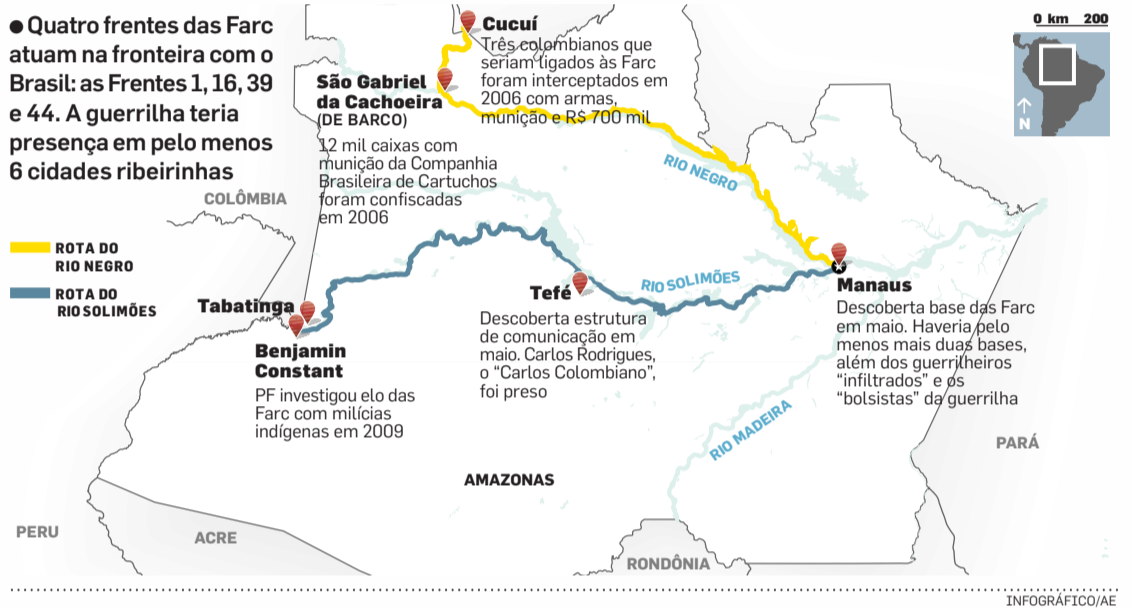 ● Quatro frentes das Farc
atuam na fronteira com o
Brasil: as Frentes 1, 16, 39
e 44. A guerrilha teria
presença em pelo menos
6 cidades ribeirinhas
ROTA DO
RIO NEGRO
ROTA DO
RIO SOLIMÕES
Cucuí
Três colombianos que
seriam ligados às Farc
foram interceptados em
2006 com armas,
munição e R$ 700 mil
São Gabriel
da Cachoeira
(DE BARCO)
12 mil caixas com
munição da Companhia
Brasileira de Cartuchos
foram confiscadas
em 2006
0 km 200
N
COLÔMBIA
RIO NEGRO
RIO SOLIMÕES
Tabatinga
Benjamin
Constant
PF investigou elo das
Farc com milícias
indígenas em 2009
Tefé
Descoberta estrutura
de comunicação em
maio. Carlos Rodrigues,
o “Carlos Colombiano”,
foi preso
Manaus
Descoberta base das Farc
em maio. Haveria pelo
menos mais duas bases,
além dos guerrilheiros
“infiltrados” e os
“bolsistas” da guerrilha
RIO MADEIRA
PARÁ
AMAZONAS
PERU
ACRE
RONDÔNIA
INFOGRÁFICO/AE